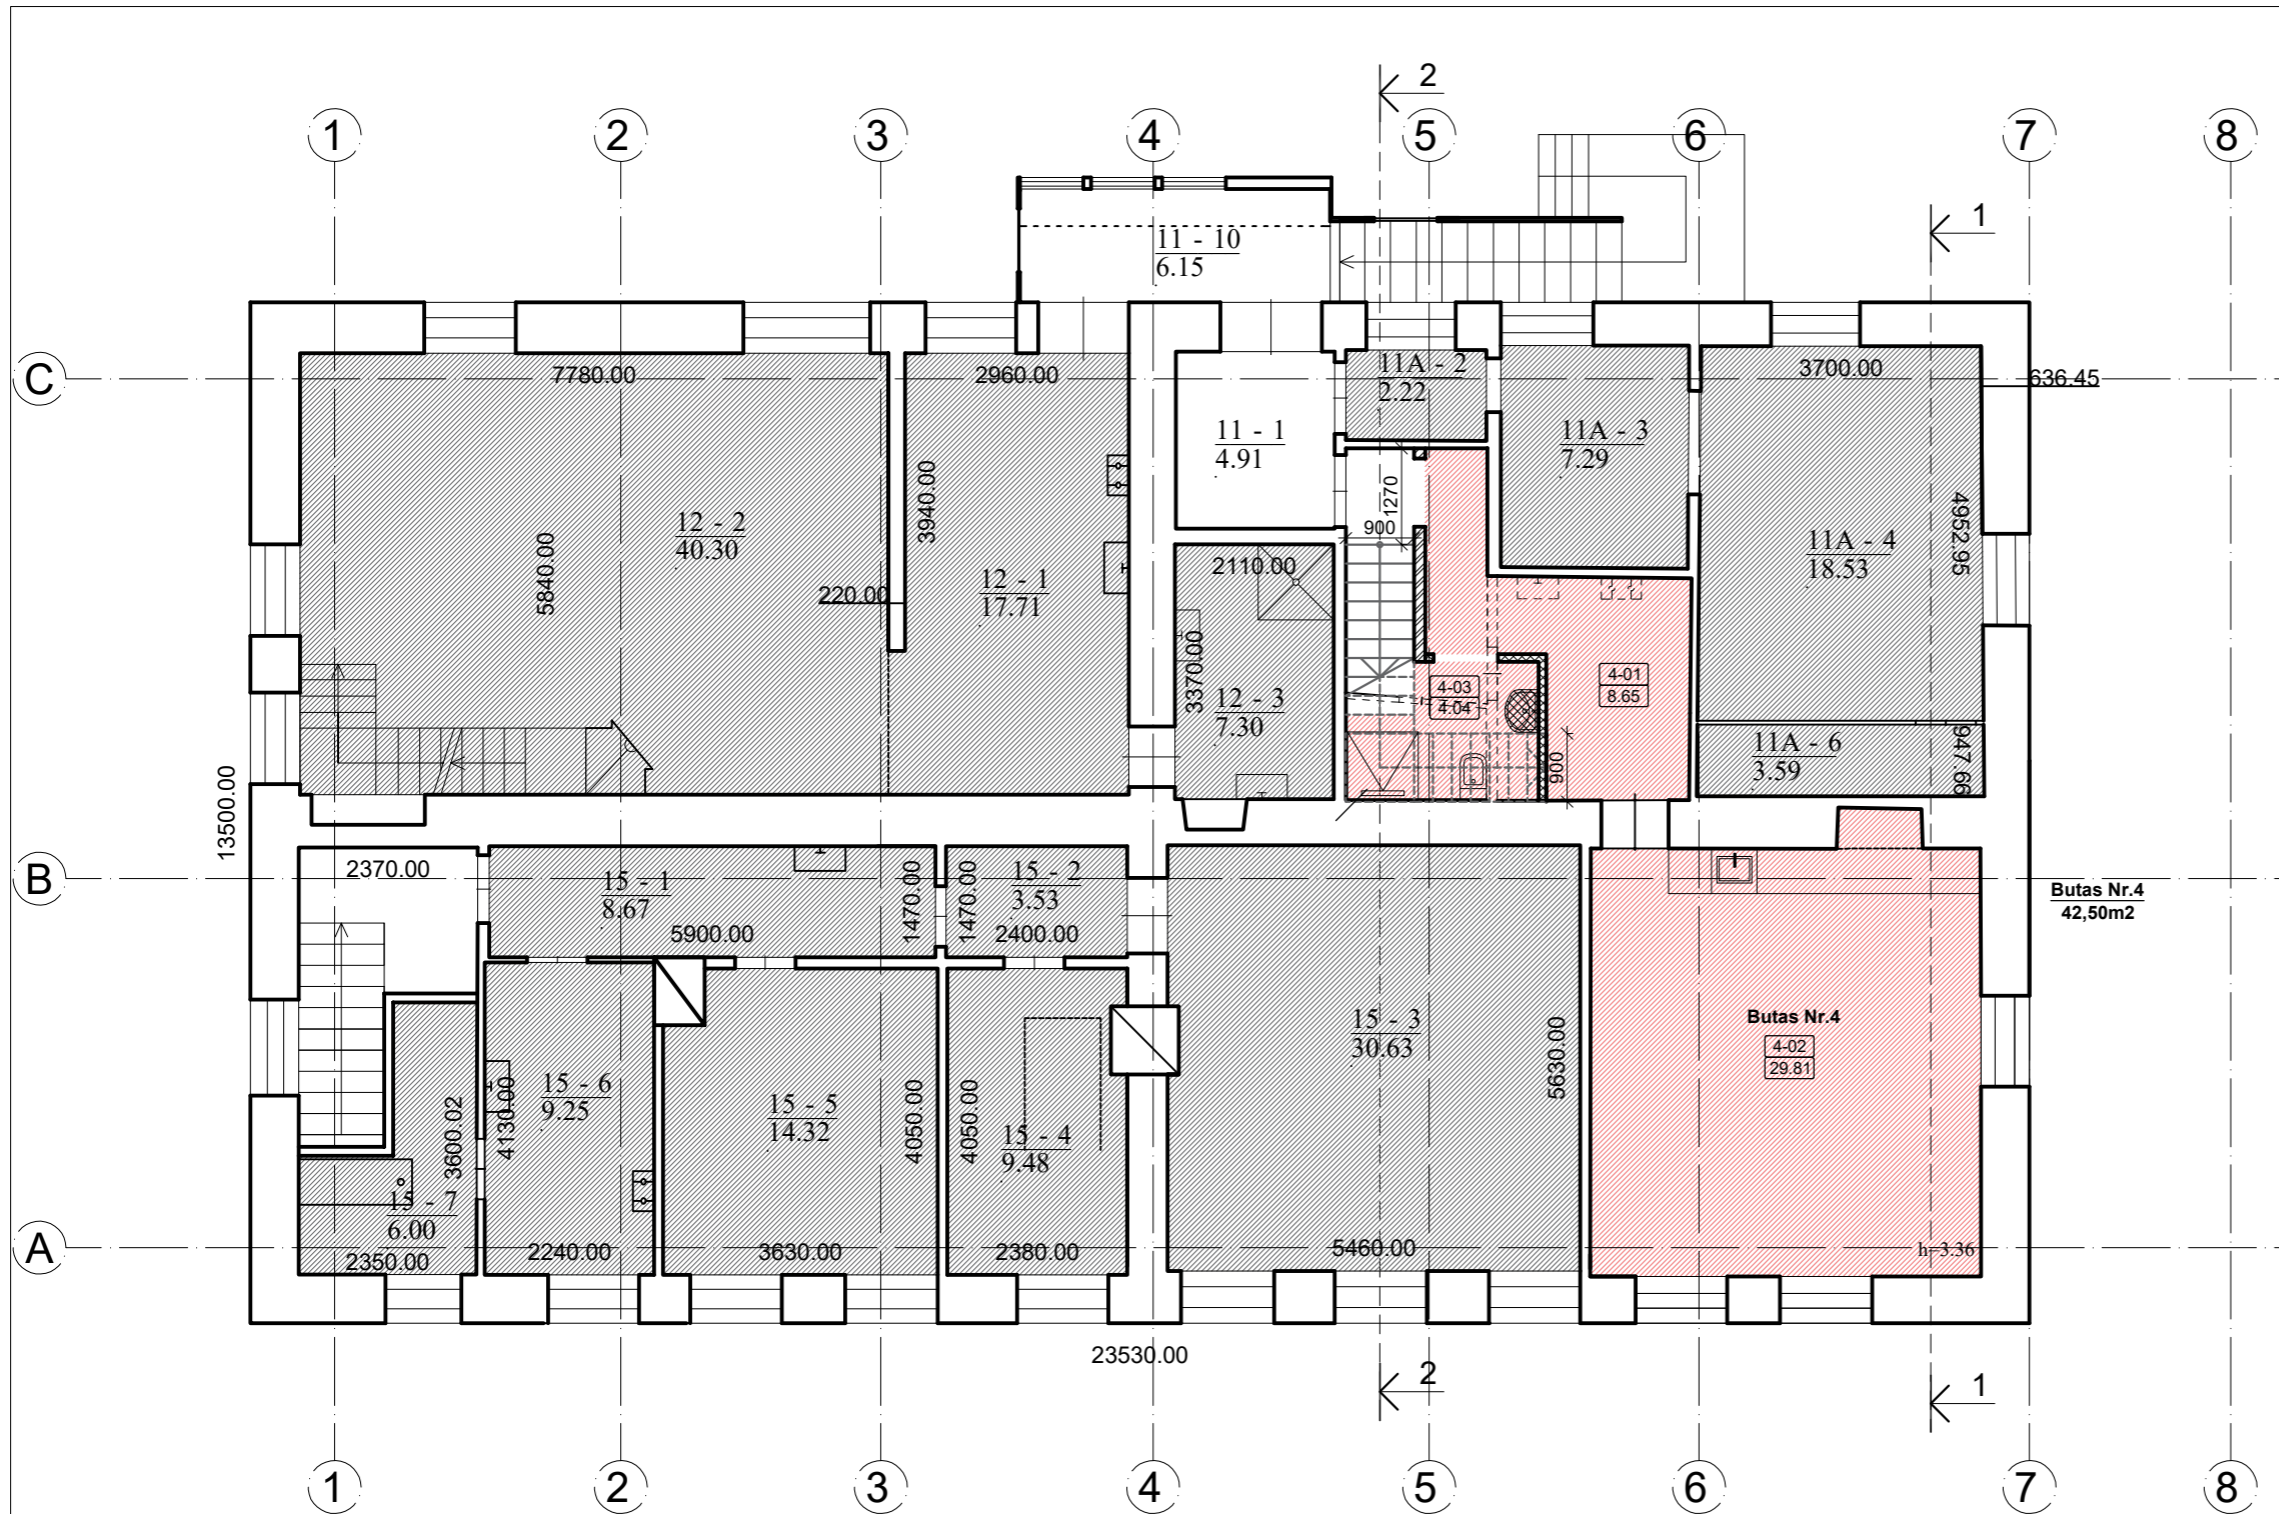 2
1 2 3 4 5 6 7 8
1
11 - 10
6.15
C
7780.00
2960.00
11A - 2
2.22
3700.00
636.45
11 - 1
4.91
11A - 3
7.29
3940.00
1270
900
12 - 2
40.30
5840.00
220.00
12 - 1
17.71
2110.00
11A - 4
18.53
4952.95
3370.00
12 - 3
7.30
4-03
4.04
4-01
8.65
900
11A - 6
3.59
947.66
13500.00
B
2370.00
15 - 1
8.67
5900.00
1470.00
1470.00
15 - 2
3.53
2400.00
Butas Nr.4
42,50m2
15 - 3
30.63
5630.00
Butas Nr.4
4-02
29.81
3600.02
4130.00
15 - 6
9.25
15 - 5
14.32
4050.00
4050.00
15 - 4
9.48
15 - 7
6.00
A
2350.00
2240.00
3630.00
2380.00
5460.00
h=3.36
23530.00
2
1
1 2 3 4 5 6 7 8